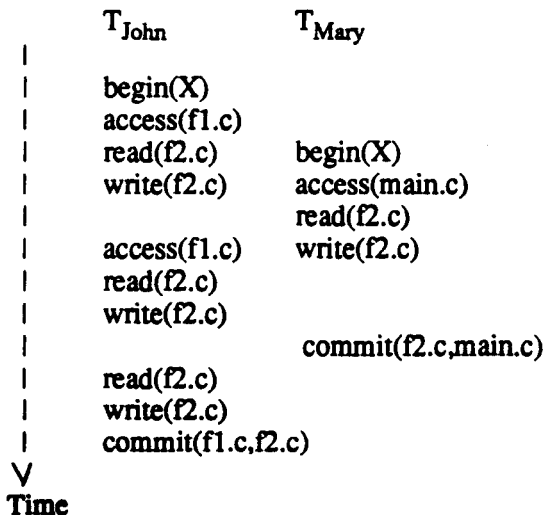 T_John T_Mary
begin(X)
access(f1.c)
read(f2.c) begin(X)
write(f2.c) access(main.c)
read(f2.c)
access(f1.c) write(f2.c)
read(f2.c)
write(f2.c)
commit(f2.c,main.c)
read(f2.c)
write(f2.c)
commit(f1.c,f2.c)
Time